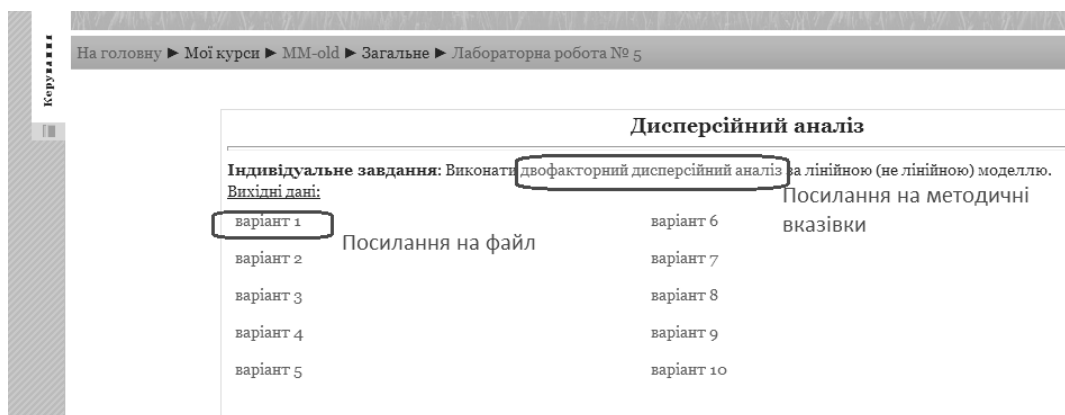 Керування
На головну ► Мої курси ► ММ-old ► Загальне ► Лабораторна робота № 5
Дисперсійний аналіз
Індивідуальне завдання: Виконати двофакторний дисперсійний аналіз за лінійною (не лінійною) моделлю.
Вихідні дані:
Посилання на методичні
вказівки
варіант 1
варіант 6
Посилання на файл
варіант 2
варіант 7
варіант 3
варіант 8
варіант 4
варіант 9
варіант 5
варіант 10